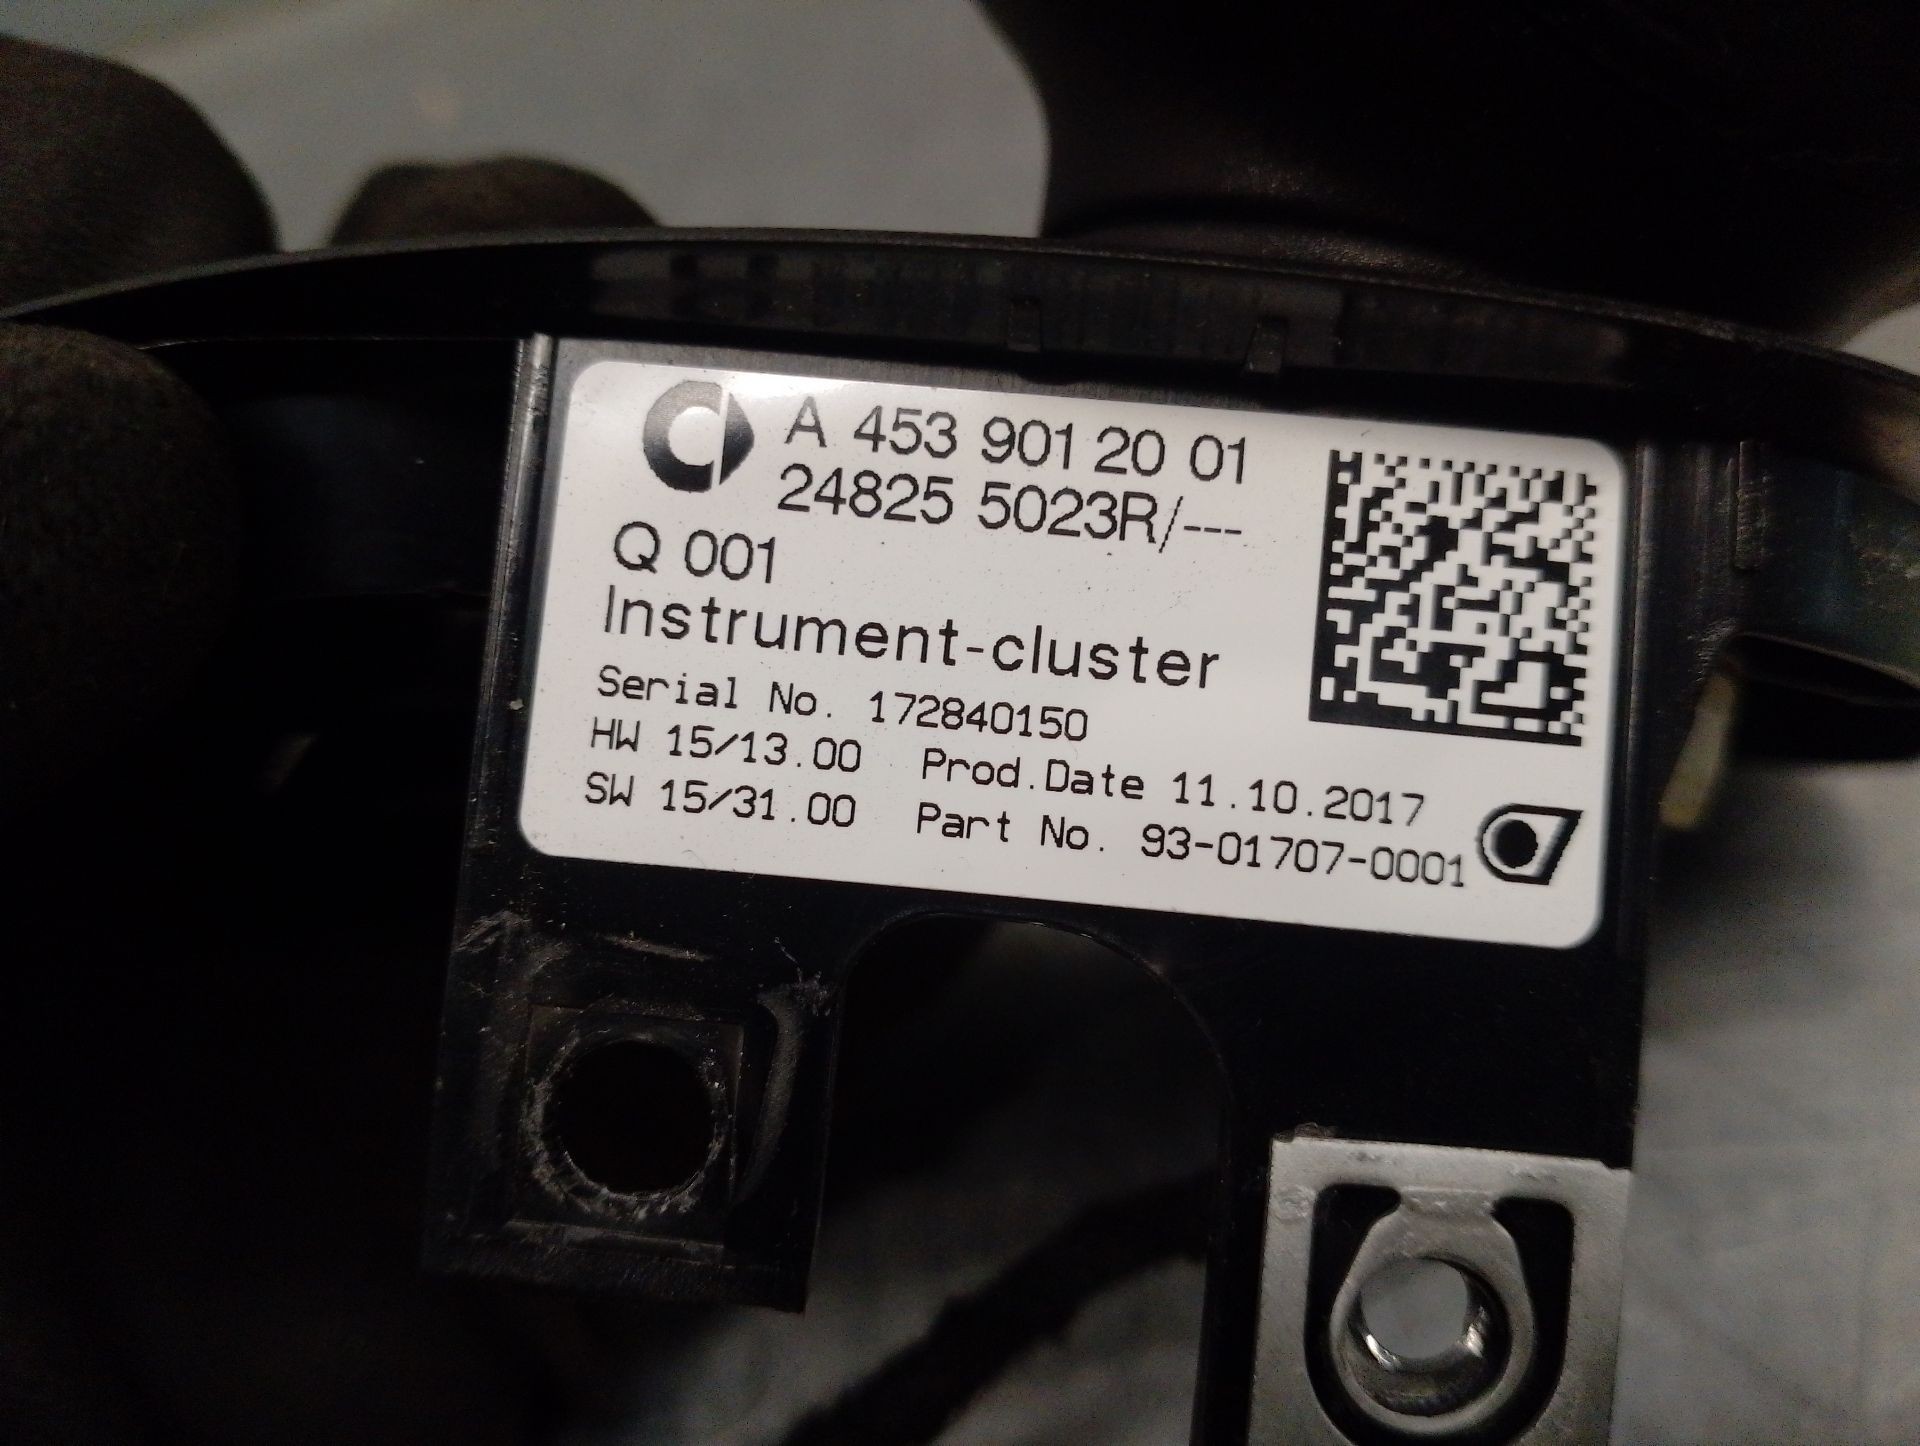 A 453 901 20 01
24825 5023R/---
Q 001
Instrument-cluster
Serial No. 172840150
HW 15/13.00 Prod.Date 11.10.2017
SW 15/31.00 Part No. 93-01707-0001